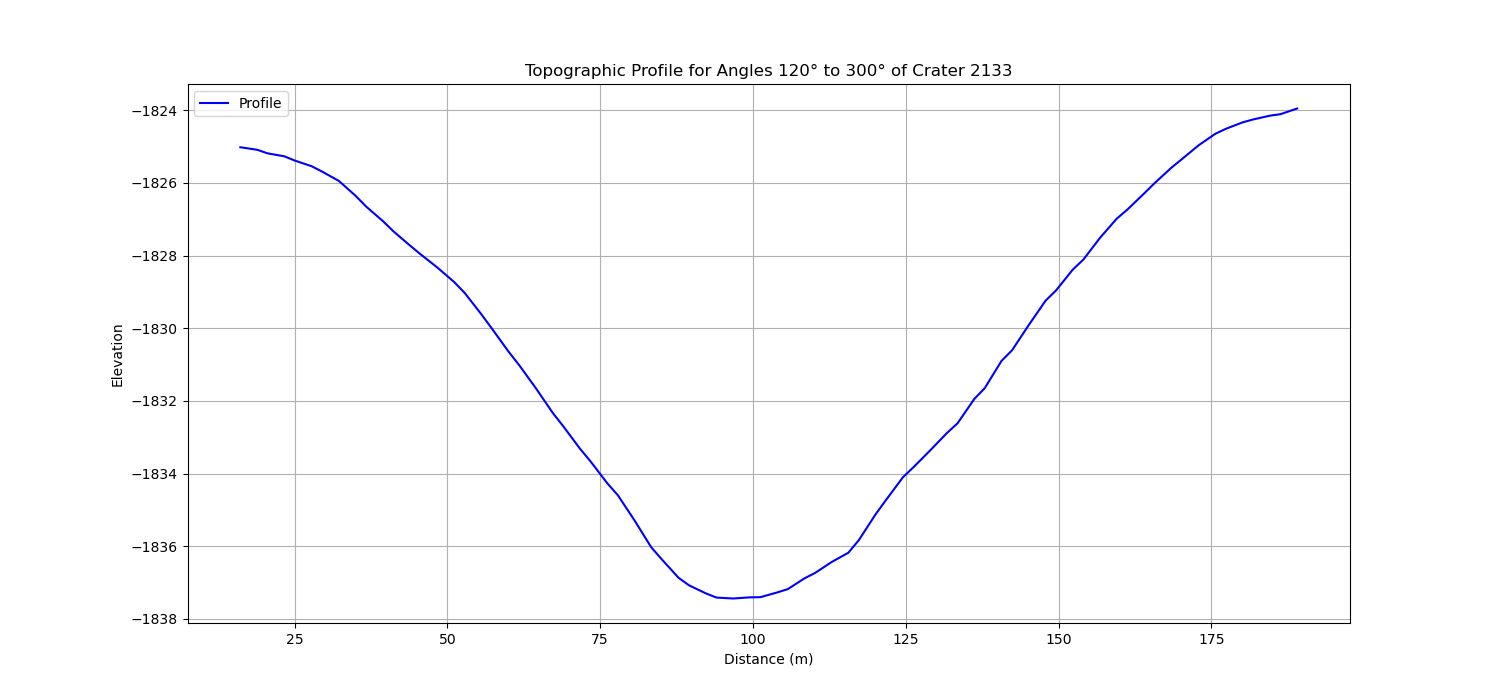 Topographic Profile for Angles 120° to 300° of Crater 2133
Profile
−1824
−1826
−1828
−1830
−1832
−1834
−1836
−1838
Elevation
25 50 75 100 125 150 175
Distance (m)